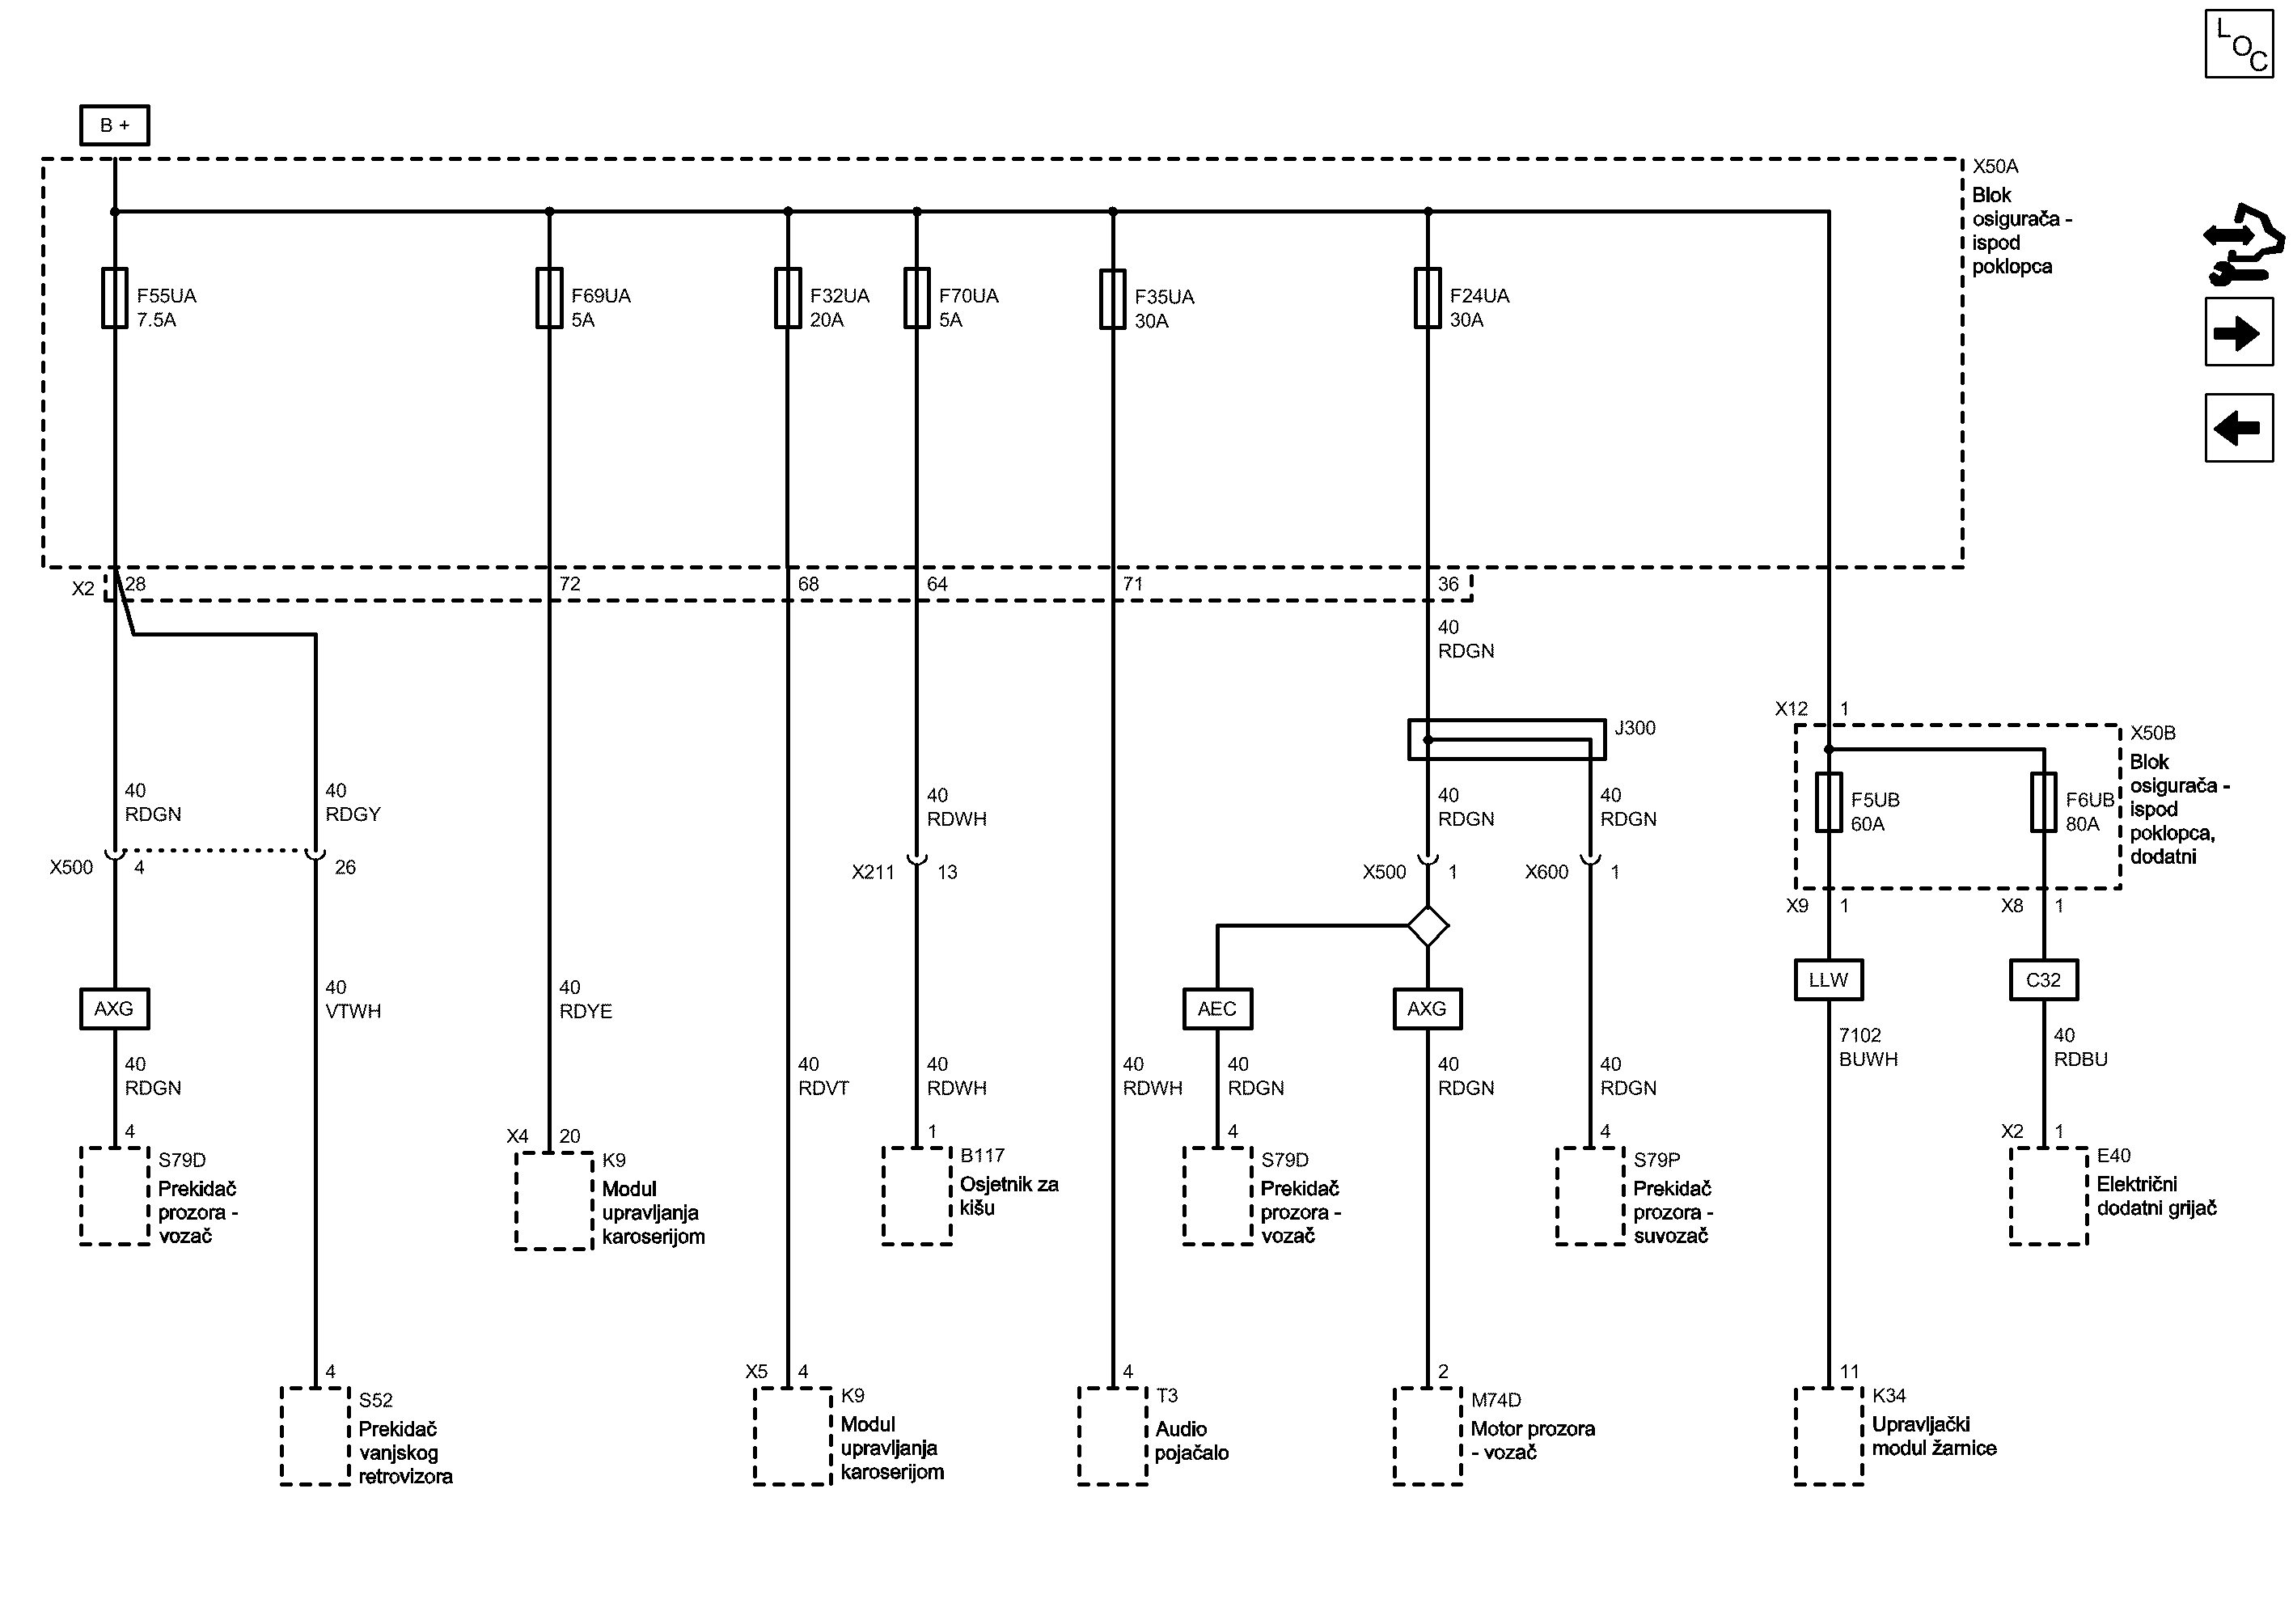 LOC
B +
X50A
Blok
osigurača -
ispod
poklopca
F55UA
7.5A
F69UA
5A
F32UA
20A
F70UA
5A
F35UA
30A
F24UA
30A
X2
28
72
68
64
71
36
40
RDGN
J300
X12
1
X50B
Blok
osigurača -
ispod
poklopca,
dodatni
F5UB
60A
F6UB
80A
40
RDGN
40
RDGY
40
RDWH
40
RDGN
40
RDGN
X500
4
26
X211
13
X500
1
X600
1
X9
1
X8
1
AXG
40
VTWH
40
RDYE
AEC
AXG
LLW
C32
40
RDGN
40
RDVT
40
RDWH
40
RDWH
40
RDGN
40
RDGN
40
RDGN
7102
BUWH
40
RDBU
4
S79D
Prekidač
prozora -
vozač
X4
20
K9
Modul
upravljanja
karoserijom
1
B117
Osjetnik za
kišu
4
S79D
Prekidač
prozora -
vozač
4
S79P
Prekidač
prozora -
suvozač
X2
1
E40
Električni
dodatni grijač
4
S52
Prekidač
vanjskog
retrovizora
X5
4
K9
Modul
upravljanja
karoserijom
4
T3
Audio
pojačalo
2
M74D
Motor prozora
- vozač
11
K34
Upravljački
modul žarnice